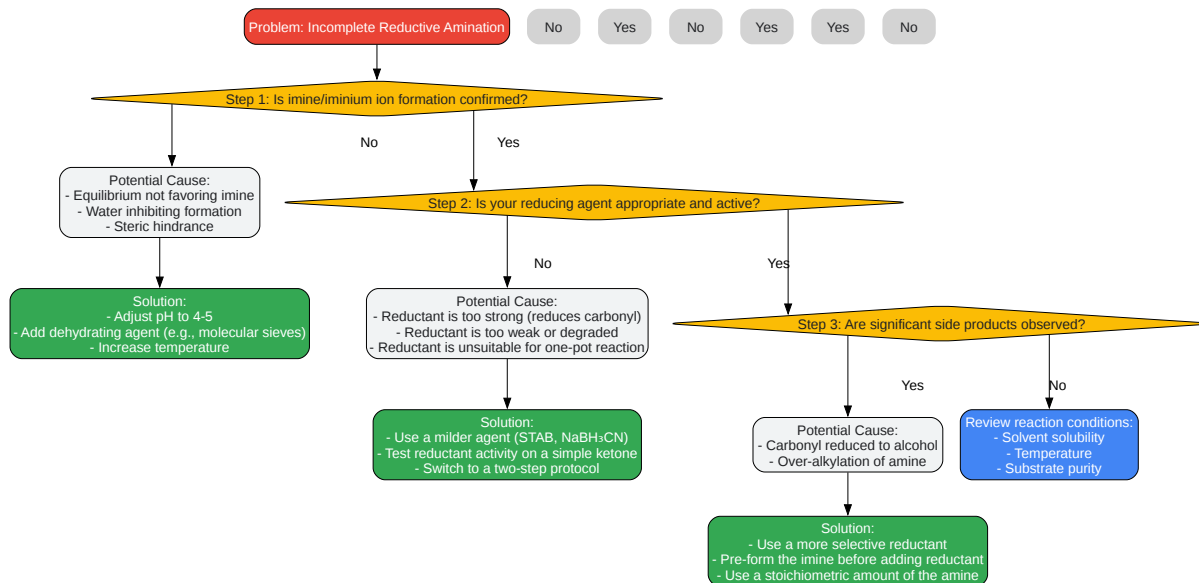 Problem: Incomplete Reductive Amination
No
Yes
No
Yes
Yes
No
Step 1: Is imine/iminium ion formation confirmed?
No
Yes
Potential Cause:
- Equilibrium not favoring imine
- Water inhibiting formation
- Steric hindrance
Step 2: Is your reducing agent appropriate and active?
No
Yes
Solution:
- Adjust pH to 4-5
- Add dehydrating agent (e.g., molecular sieves)
- Increase temperature
Potential Cause:
- Reductant is too strong (reduces carbonyl)
- Reductant is too weak or degraded
- Reductant is unsuitable for one-pot reaction
Step 3: Are significant side products observed?
Yes
No
Solution:
- Use a milder agent (STAB, NaBH₃CN)
- Test reductant activity on a simple ketone
- Switch to a two-step protocol
Potential Cause:
- Carbonyl reduced to alcohol
- Over-alkylation of amine
Review reaction conditions:
- Solvent solubility
- Temperature
- Substrate purity
Solution:
- Use a more selective reductant
- Pre-form the imine before adding reductant
- Use a stoichiometric amount of the amine